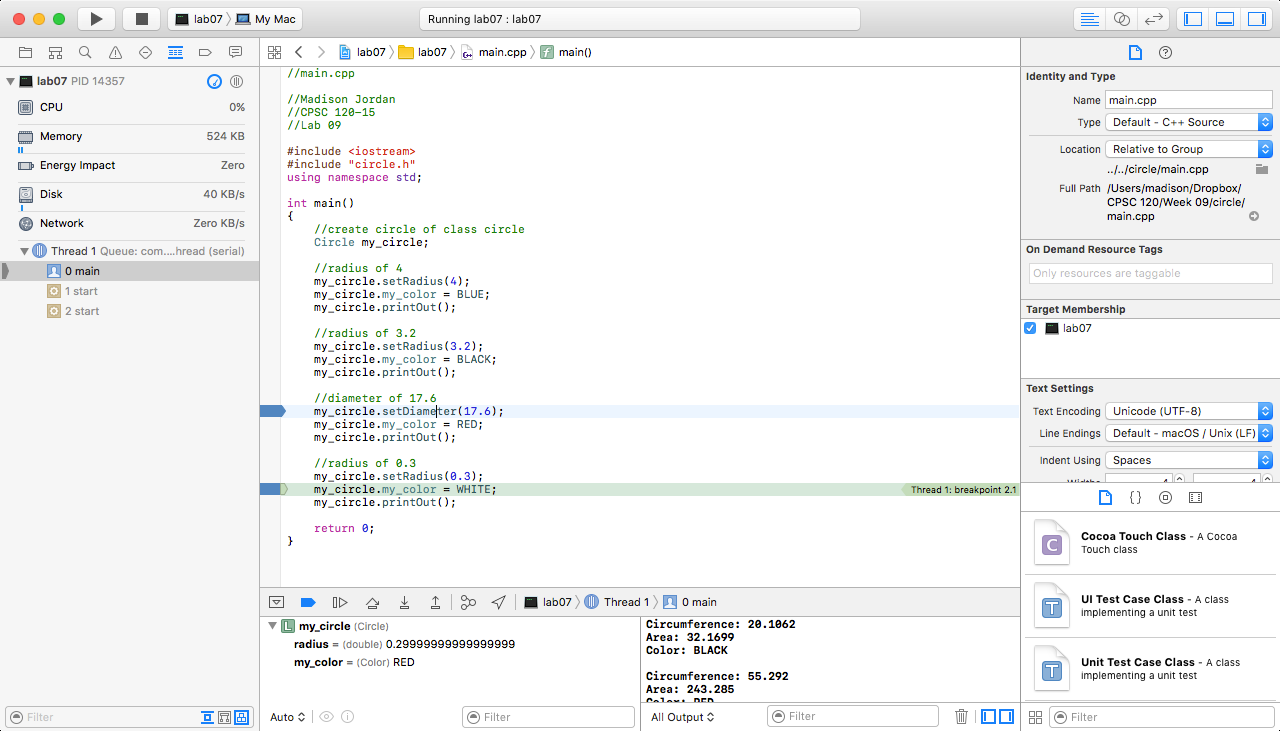 lab07 My Mac
Running lab07 : lab07
lab07 lab07 main.cpp main()
lab07 PID 14357
CPU 0%
Memory 524 KB
Energy Impact Zero
Disk 40 KB/s
Network Zero KB/s
Thread 1 Queue: com....hread (serial)
0 main
1 start
2 start
Filter
//main.cpp
//Madison Jordan
//CPSC 120-15
//Lab 09
#include <iostream>
#include "circle.h"
using namespace std;
int main()
{
//create circle of class circle
Circle my_circle;
//radius of 4
my_circle.setRadius(4);
my_circle.my_color = BLUE;
my_circle.printOut();
//radius of 3.2
my_circle.setRadius(3.2);
my_circle.my_color = BLACK;
my_circle.printOut();
//diameter of 17.6
my_circle.setDiameter(17.6);
my_circle.my_color = RED;
my_circle.printOut();
//radius of 0.3
my_circle.setRadius(0.3);
my_circle.my_color = WHITE; Thread 1: breakpoint 2.1
my_circle.printOut();
return 0;
}
lab07 Thread 1 0 main
L my_circle (Circle)
radius = (double) 0.29999999999999999
my_color = (Color) RED
Auto Filter
Circumference: 20.1062
Area: 32.1699
Color: BLACK
Circumference: 55.292
Area: 243.285
Color: RED
All Output Filter
Identity and Type
Name main.cpp
Type Default - C++ Source
Location Relative to Group
../../circle/main.cpp
Full Path /Users/madison/Dropbox/
CPSC 120/Week 09/circle/
main.cpp
On Demand Resource Tags
Only resources are taggable
Target Membership
lab07
Text Settings
Text Encoding Unicode (UTF-8)
Line Endings Default - macOS / Unix (LF)
Indent Using Spaces
Widths 4 4
{ }
C Cocoa Touch Class - A Cocoa
Touch class
T UI Test Case Class - A class
implementing a unit test
T Unit Test Case Class - A class
implementing a unit test
Filter